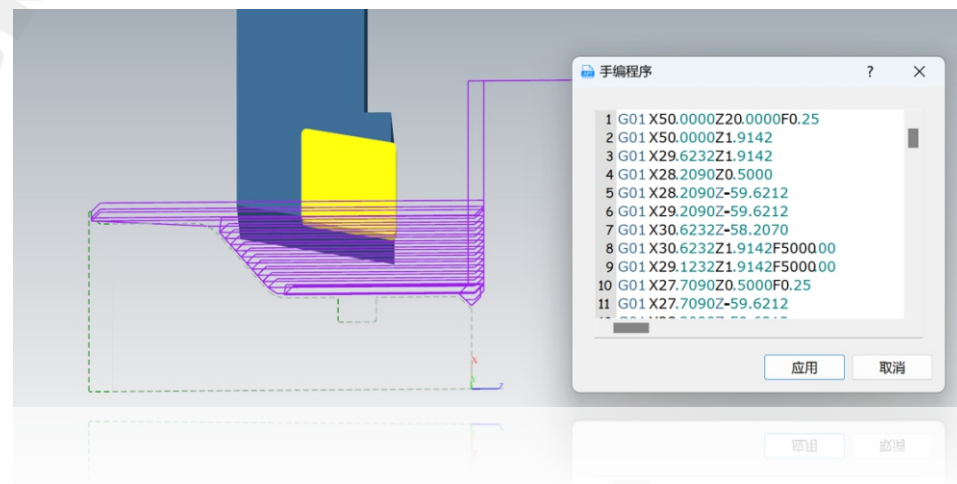 手编程序 ? ×
1 G01 X50.0000Z20.0000F0.25
2 G01 X50.0000Z1.9142
3 G01 X29.6232Z1.9142
4 G01 X28.2090Z0.5000
5 G01 X28.2090Z-59.6212
6 G01 X29.2090Z-59.6212
7 G01 X30.6232Z-58.2070
8 G01 X30.6232Z1.9142F5000.00
9 G01 X29.1232Z1.9142F5000.00
10 G01 X27.7090Z0.5000F0.25
11 G01 X27.7090Z-59.6212
应用 取消
X
Z